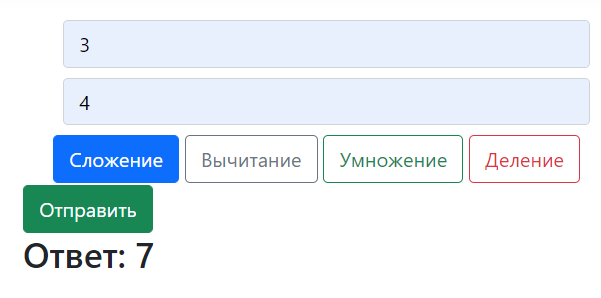 3
4
Сложение Вычитание Умножение Деление
Отправить
Ответ: 7